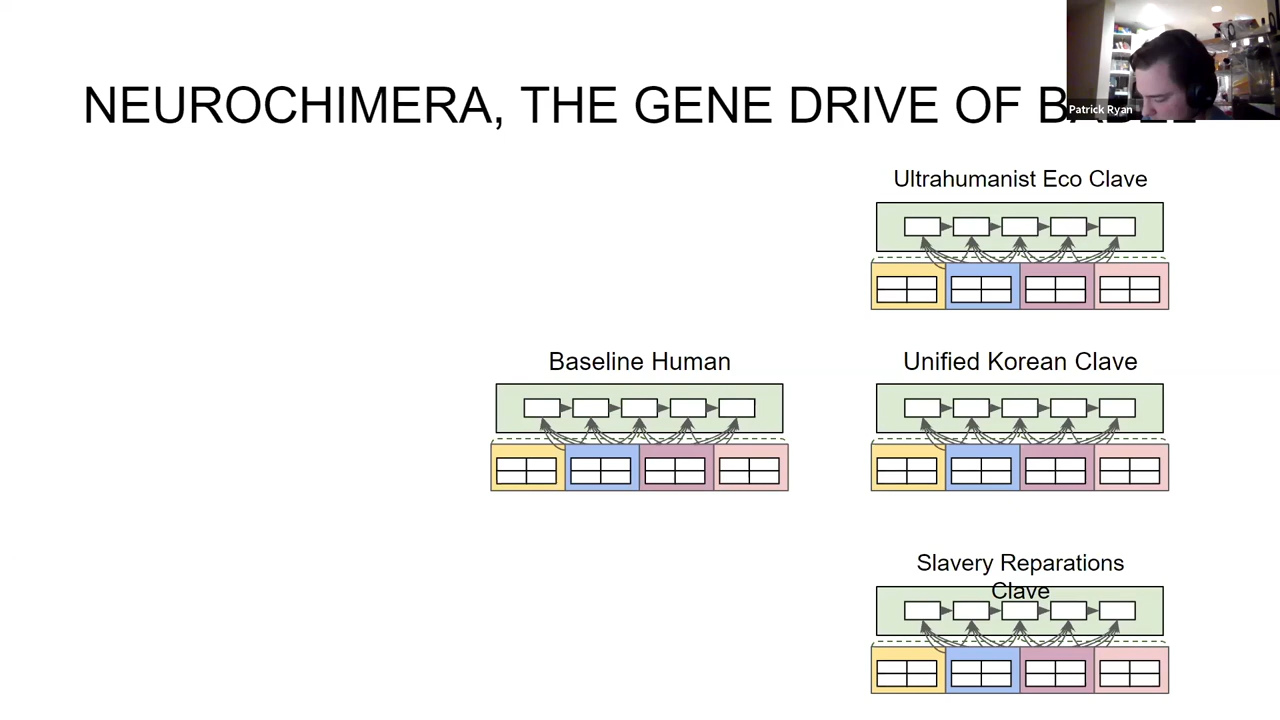 NEUROCHIMERA, THE GENE DRIVE OF
Patrick Ryan
Ultrahumanist Eco Clave
Baseline Human
Unified Korean Clave
Slavery Reparations
Clave